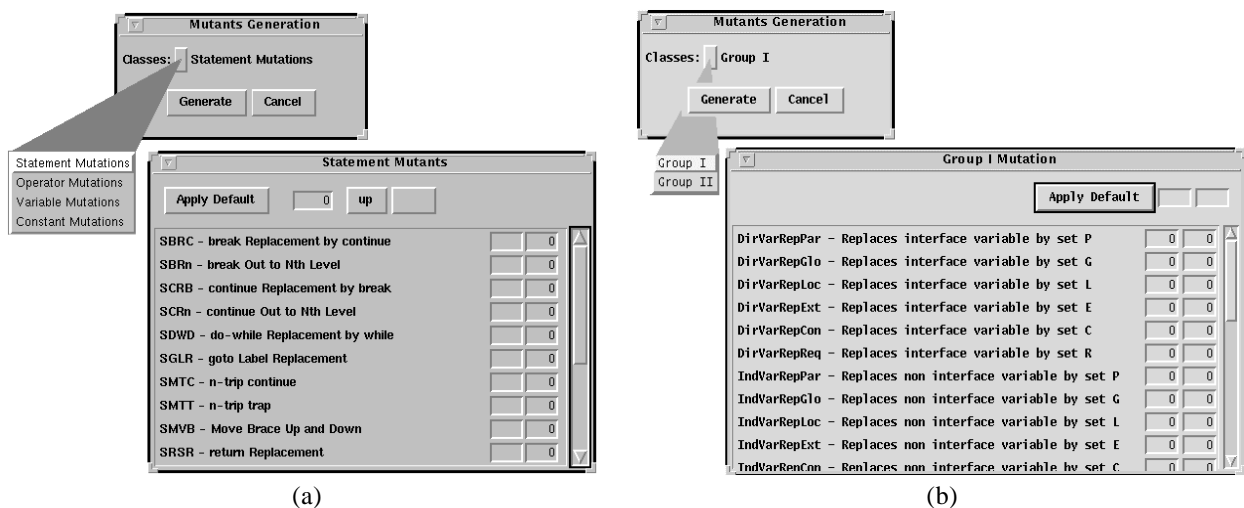 Mutants Generation
Classes: Statement Mutations
Generate Cancel
Statement Mutations
Operator Mutations
Variable Mutations
Constant Mutations
Statement Mutants
Apply Default 0 up
SBRC - break Replacement by continue 0
SBRn - break Out to Nth Level 0
SCRB - continue Replacement by break 0
SCRn - continue Out to Nth Level 0
SDWD - do-while Replacement by while 0
SGLR - goto Label Replacement 0
SMTC - n-trip continue 0
SMTT - n-trip trap 0
SMVB - Move Brace Up and Down 0
SRSR - return Replacement 0
(a)
Mutants Generation
Classes: Group I
Generate Cancel
Group I
Group II
Group I Mutation
Apply Default
DirVarRepPar - Replaces interface variable by set P 0 0
DirVarRepGlo - Replaces interface variable by set G 0 0
DirVarRepLoc - Replaces interface variable by set L 0 0
DirVarRepExt - Replaces interface variable by set E 0 0
DirVarRepCon - Replaces interface variable by set C 0 0
DirVarRepReq - Replaces interface variable by set R 0 0
IndVarRepPar - Replaces non interface variable by set P 0 0
IndVarRepGlo - Replaces non interface variable by set G 0 0
IndVarRepLoc - Replaces non interface variable by set L 0 0
IndVarRepExt - Replaces non interface variable by set E 0 0
IndVarRepCon - Replaces non interface variable by set C 0 0
(b)